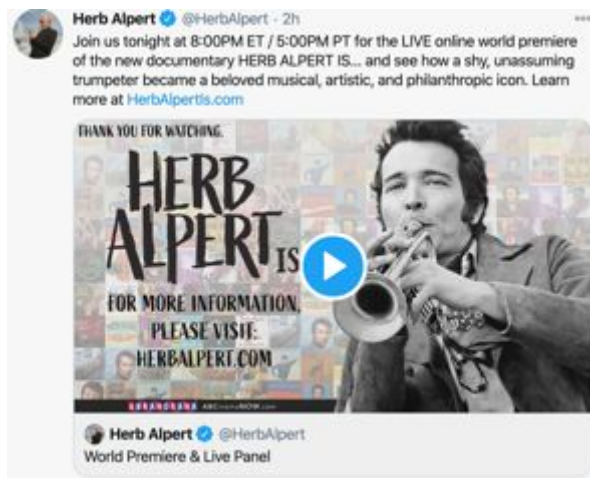 Herb Alpert @HerbAlpert · 2h
Join us tonight at 8:00PM ET / 5:00PM PT for the LIVE online world premiere
of the new documentary HERB ALPERT IS... and see how a shy, unassuming
trumpeter became a beloved musical, artistic, and philanthropic icon. Learn
more at HerbAlpertIs.com
THANK YOU FOR WATCHING.
HERB
ALPERT IS
FOR MORE INFORMATION,
PLEASE VISIT:
HERBALPERT.COM
Herb Alpert @HerbAlpert
World Premiere & Live Panel